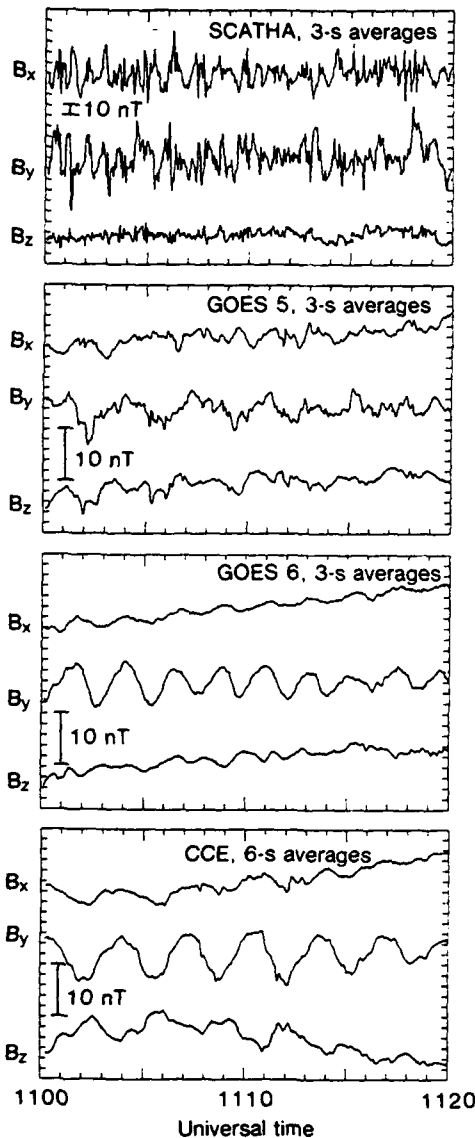 SCATHA, 3-s averages
Bx
10 nT
By
Bz
GOES 5, 3-s averages
Bx
By
10 nT
Bz
GOES 6, 3-s averages
Bx
By
10 nT
Bz
CCE, 6-s averages
Bx
By
10 nT
Bz
1100 1110 1120
Universal time